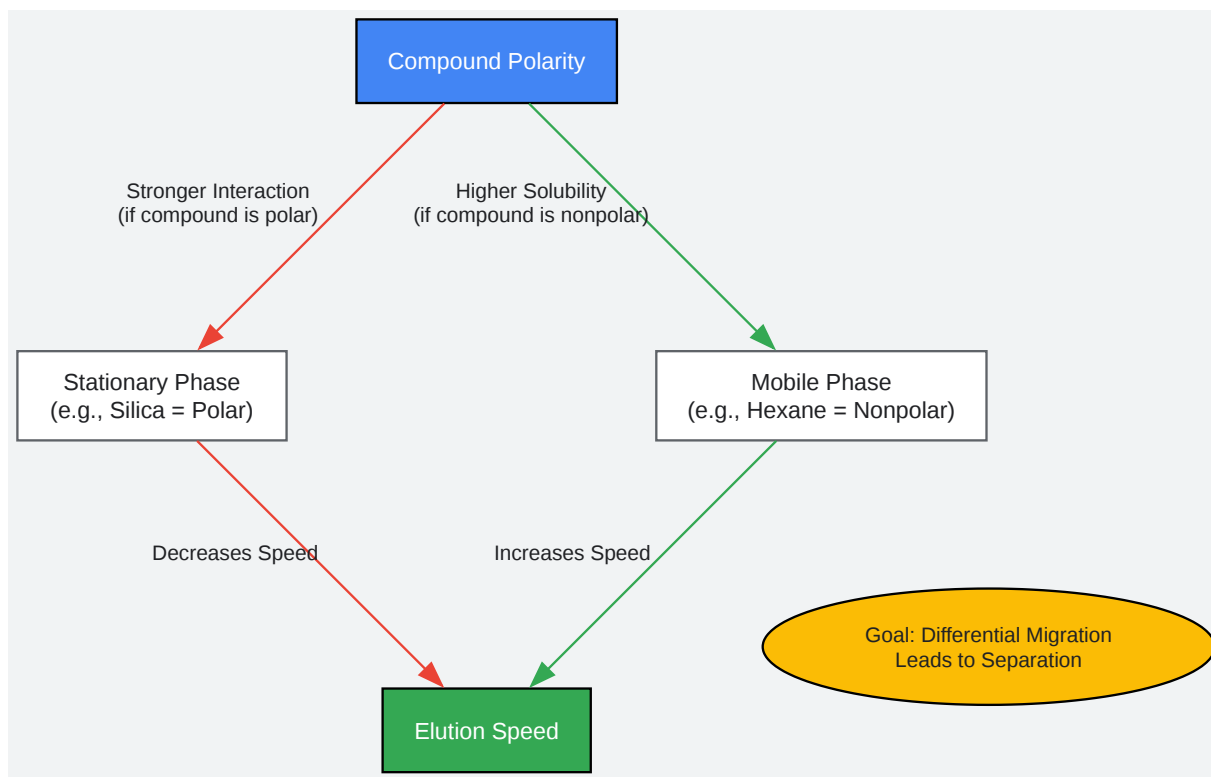 Compound Polarity
Stronger Interaction
(if compound is polar)
Higher Solubility
(if compound is nonpolar)
Stationary Phase
(e.g., Silica = Polar)
Mobile Phase
(e.g., Hexane = Nonpolar)
Decreases Speed
Increases Speed
Goal: Differential Migration
Leads to Separation
Elution Speed